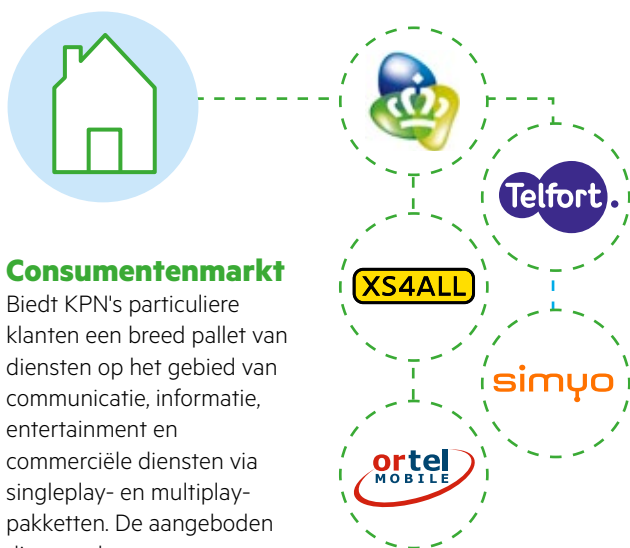 Consumentenmarkt
Biedt KPN's particuliere
klanten een breed pallet van
diensten op het gebied van
communicatie, informatie,
entertainment en
commerciële diensten via
singleplay- en multiplay-
pakketten. De aangeboden
Telfort.
XS4ALL
simyo
ortel
MOBILE